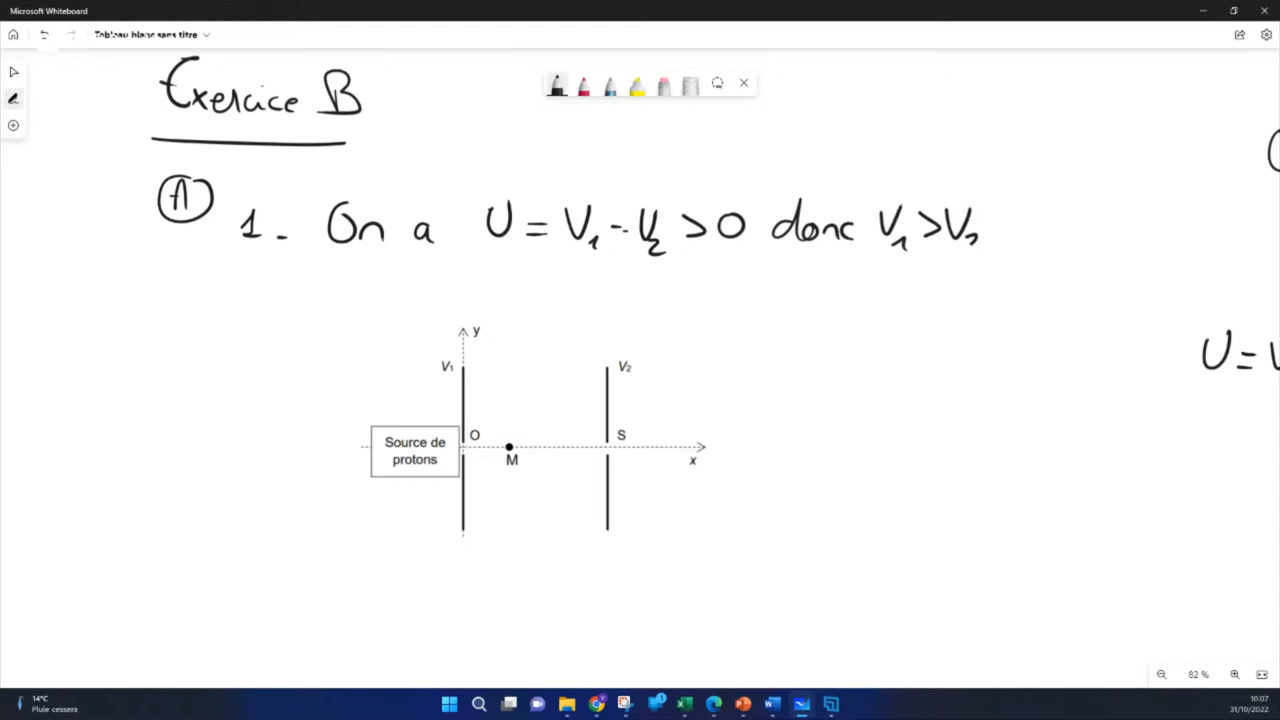 Microsoft Whiteboard
Tableau blanc sans titre
Exercice B
A 1. On a U = V₁ - V₂ > 0 donc V₁ > V₂
U =
y
V₁ V₂
O S
Source de
protons
M x
82 %
14°C
Pluie cessera
10:07
31/10/2022